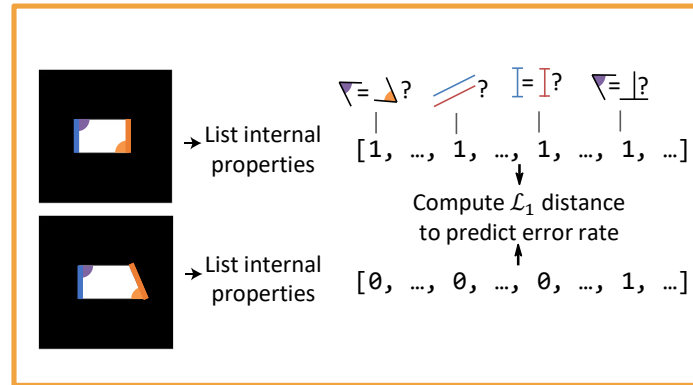 = ? ? = ? = ?
List internal
properties
[1, …, 1, …, 1, …, 1, …]
Compute ℒ₁ distance
to predict error rate
List internal
properties
[0, …, 0, …, 0, …, 1, …]